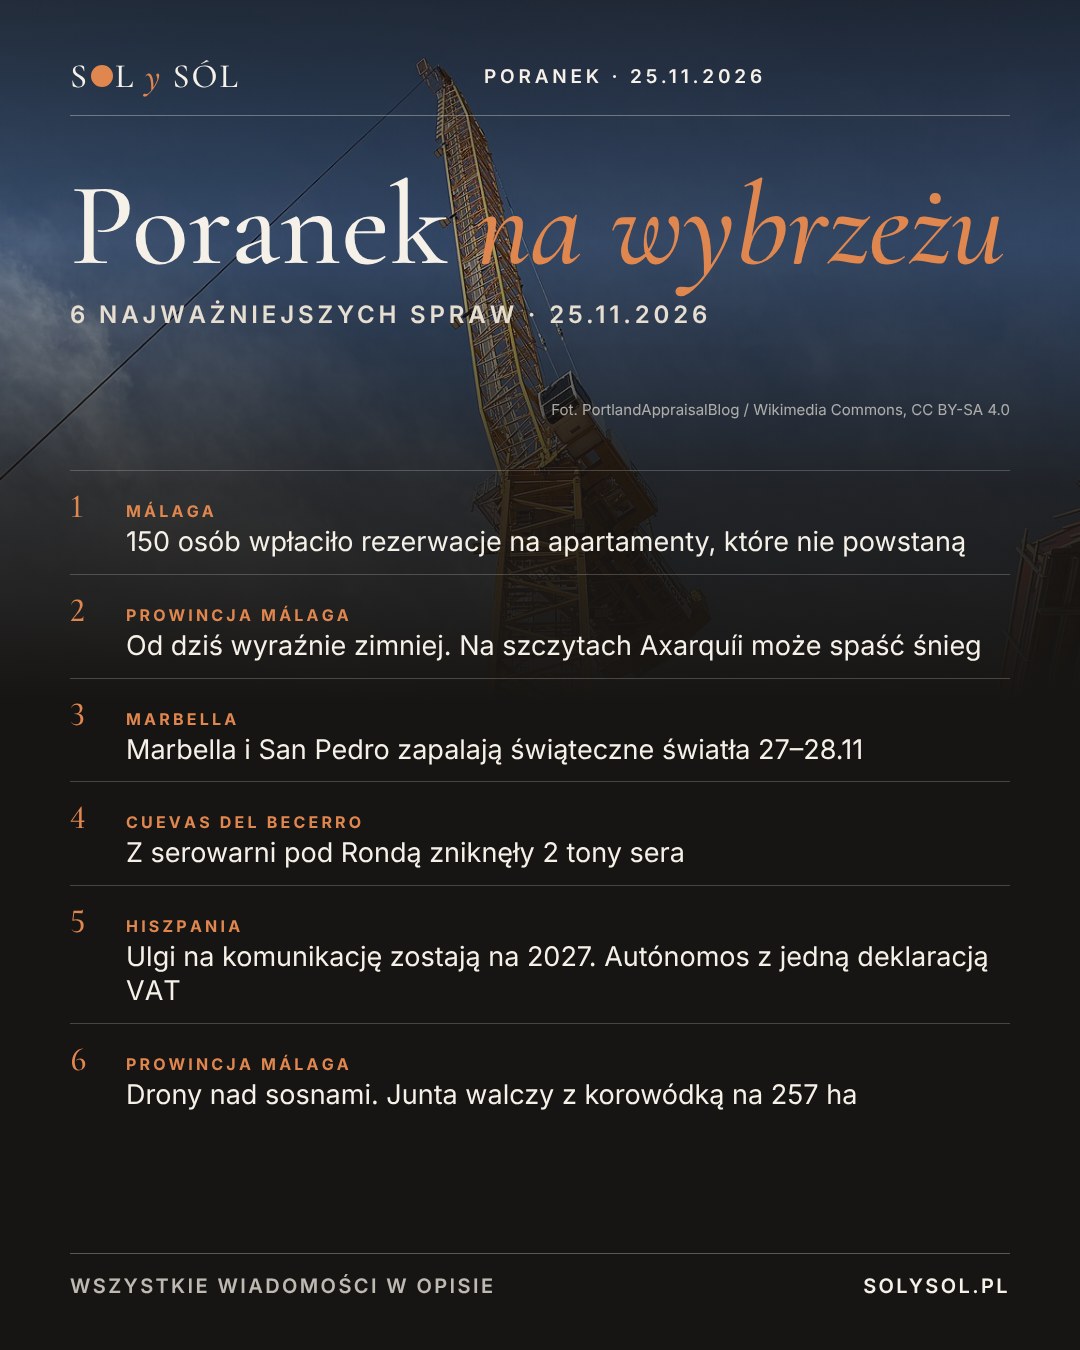 SOL y SÓL
PORANEK · 25.11.2026
Poranek na wybrzeżu
6 NAJWAŻNIEJSZYCH SPRAW · 25.11.2026
Fot. PortlandAppraisalBlog / Wikimedia Commons, CC BY-SA 4.0
1 MÁLAGA
150 osób wpłaciło rezerwacje na apartamenty, które nie powstaną
2 PROWINCJA MÁLAGA
Od dziś wyraźnie zimniej. Na szczytach Axarquíi może spaść śnieg
3 MARBELLA
Marbella i San Pedro zapalają świąteczne światła 27–28.11
4 CUEVAS DEL BECERRO
Z serowarni pod Rondą zniknęły 2 tony sera
5 HISZPANIA
Ulgi na komunikację zostają na 2027. Autónomos z jedną deklaracją
VAT
6 PROWINCJA MÁLAGA
Drony nad sosnami. Junta walczy z korowódką na 257 ha
WSZYSTKIE WIADOMOŚCI W OPISIE
SOLYSOL.PL